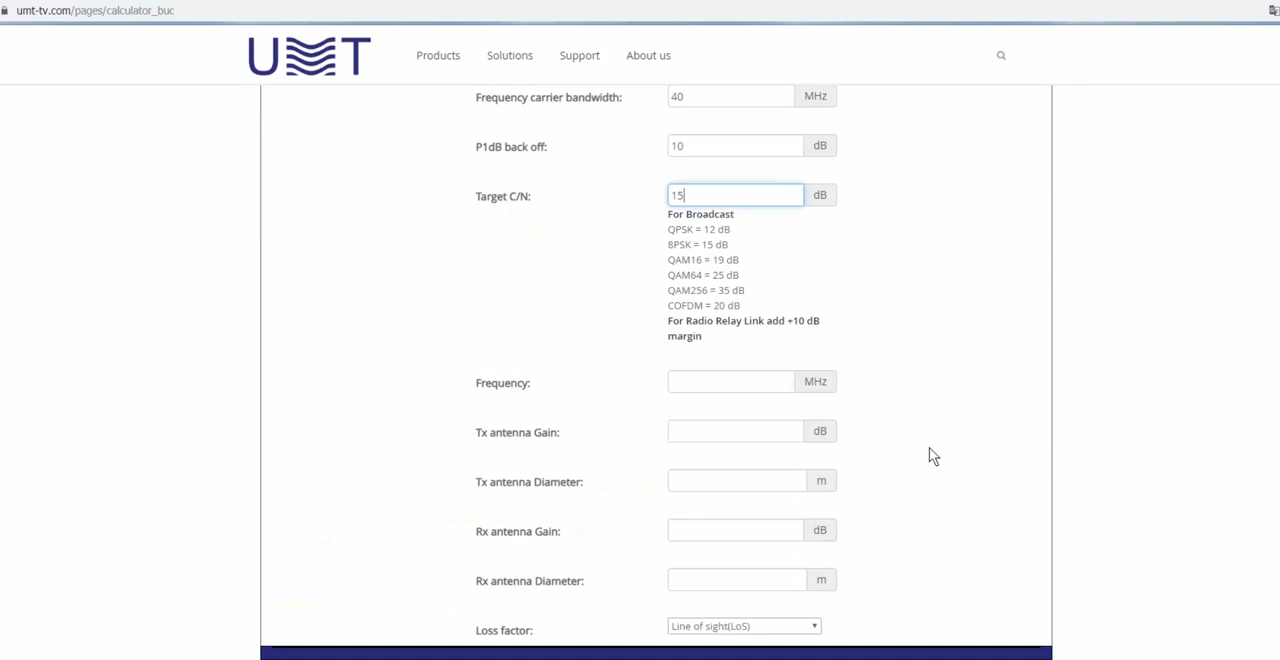 umt-tv.com/pages/calculator_buc
UMT
Products Solutions Support About us
Frequency carrier bandwidth: 40 MHz
P1dB back off: 10 dB
Target C/N: 15 dB
For Broadcast
QPSK = 12 dB
8PSK = 15 dB
QAM16 = 19 dB
QAM64 = 25 dB
QAM256 = 35 dB
COFDM = 20 dB
For Radio Relay Link add +10 dB
margin
Frequency: MHz
Tx antenna Gain: dB
Tx antenna Diameter: m
Rx antenna Gain: dB
Rx antenna Diameter: m
Loss factor: Line of sight(LoS)